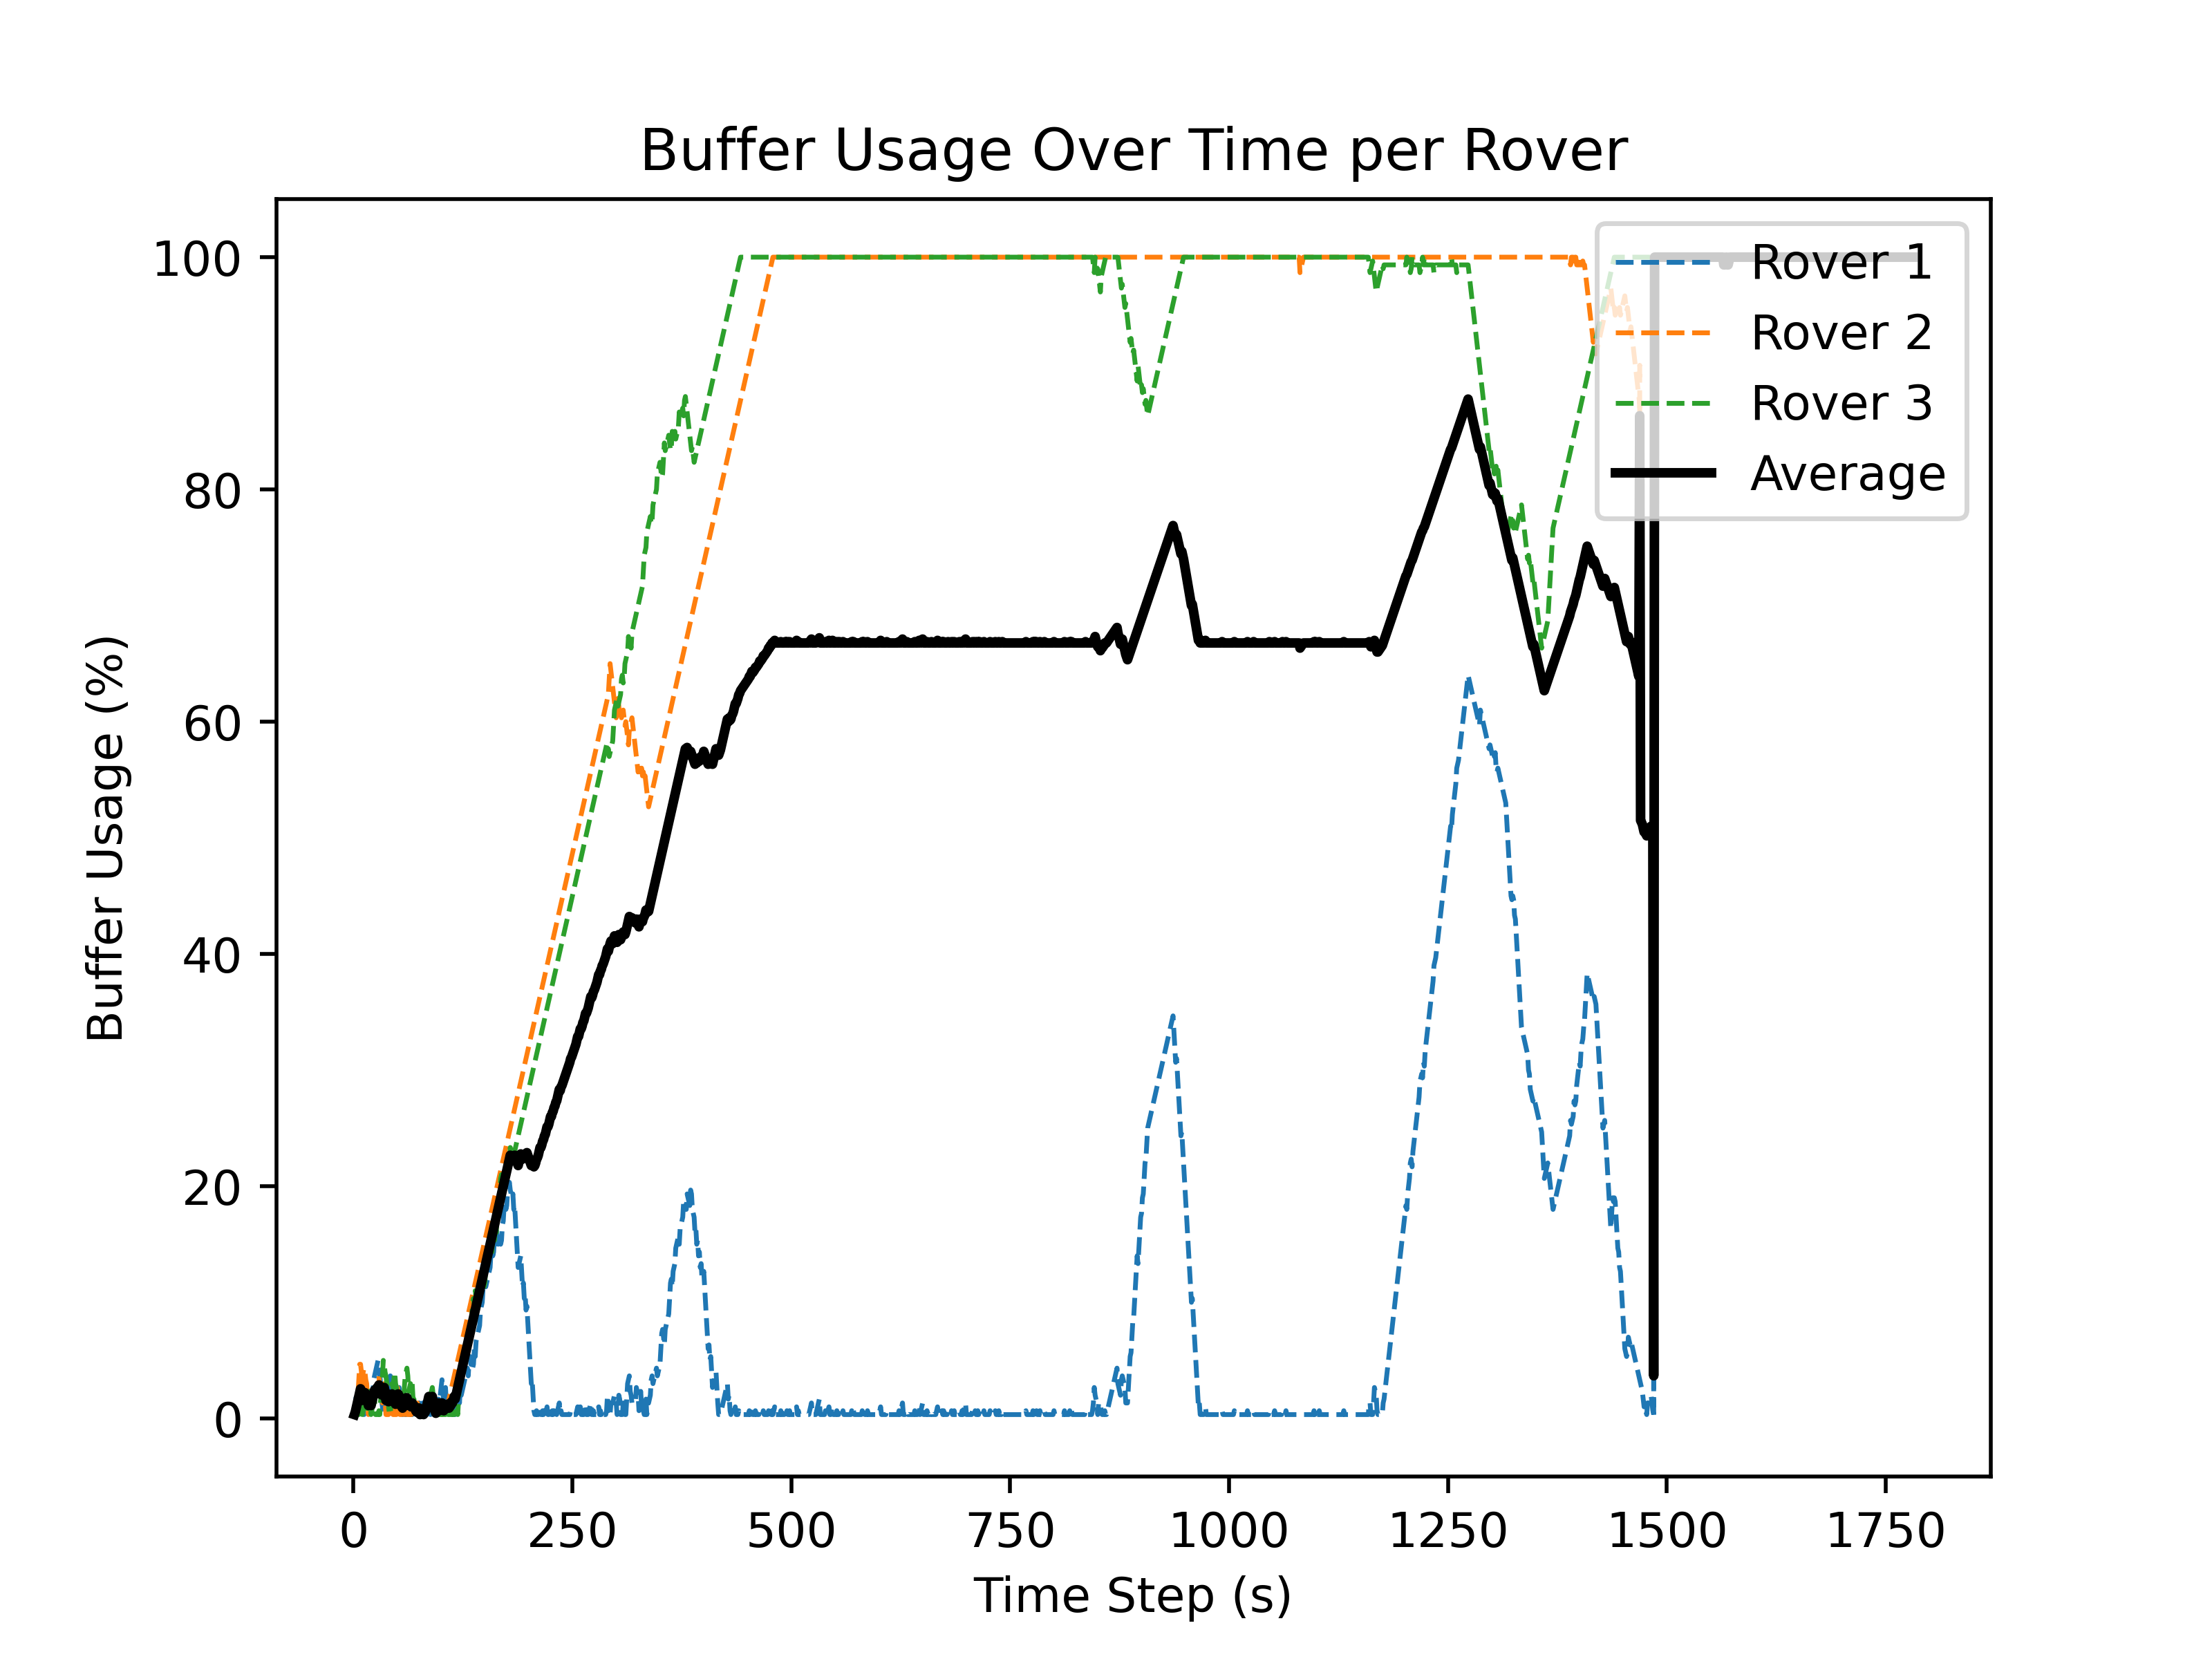 Buffer Usage Over Time per Rover
Buffer Usage (%)
100
80
60
40
20
0
Rover 1
Rover 2
Rover 3
Average
0 250 500 750 1000 1250 1500 1750
Time Step (s)